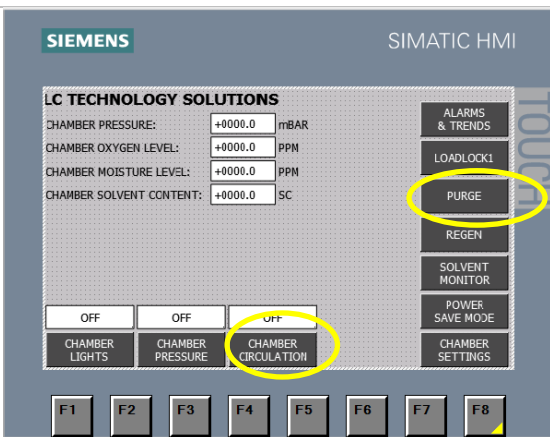 SIEMENS
SIMATIC HMI
TOUCH
LC TECHNOLOGY SOLUTIONS
CHAMBER PRESSURE: +0000.0 mBAR
CHAMBER OXYGEN LEVEL: +0000.0 PPM
CHAMBER MOISTURE LEVEL: +0000.0 PPM
CHAMBER SOLVENT CONTENT: +0000.0 SC
ALARMS
& TRENDS
LOADLOCK1
PURGE
REGEN
SOLVENT
MONITOR
POWER
SAVE MODE
CHAMBER
SETTINGS
OFF OFF OFF
CHAMBER
LIGHTS
CHAMBER
PRESSURE
CHAMBER
CIRCULATION
F1 F2 F3 F4 F5 F6 F7 F8